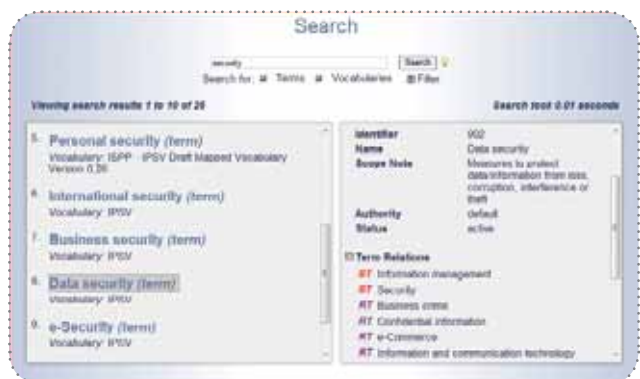 Search
security Search
Search for: Terms Vocabularies Filter
Viewing search results 1 to 10 of 26
Search took 0.01 seconds
5. Personal security (term)
Vocabulary: ISPP - IPSV Draft Mapped Vocabulary
Version 0.26
6. International security (term)
Vocabulary: IPSV
7. Business security (term)
Vocabulary: IPSV
8. Data security (term)
Vocabulary: IPSV
9. e-Security (term)
Vocabulary: IPSV
Identifier 902
Name Data security
Scope Note Measures to protect
data/information from loss,
corruption, interference or
theft
Authority default
Status active
Term Relations
BT Information management
BT Security
RT Business crime
RT Confidential information
RT e-Commerce
RT Information and communication technology